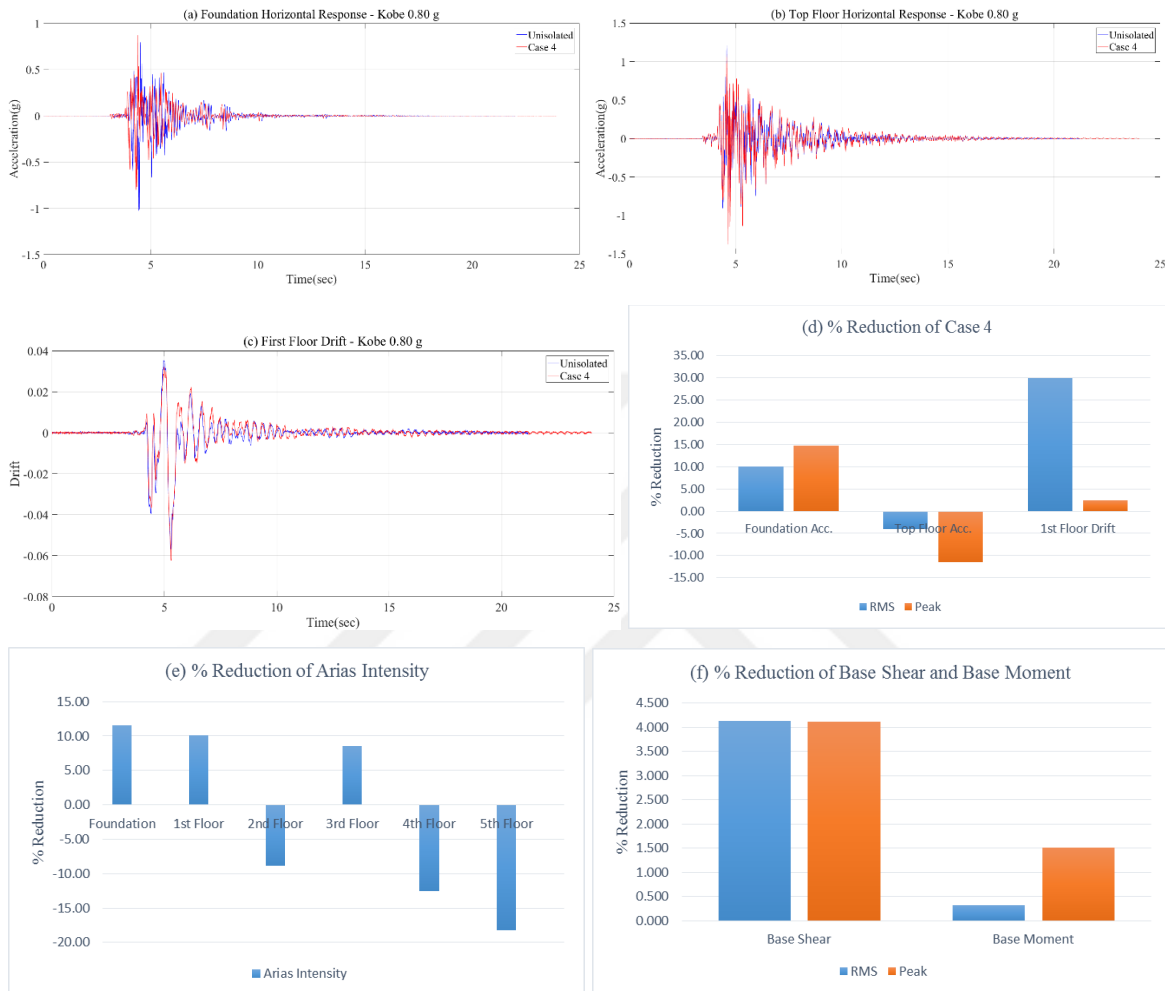 (a) Foundation Horizontal Response - Kobe 0.80 g
1
0.5
0
-0.5
-1
-1.5
Acceleration(g)
0
5
10
15
20
25
Time(sec)
Unisolated
Case 4
(b) Top Floor Horizontal Response - Kobe 0.80 g
1.5
1
0.5
0
-0.5
-1
-1.5
Acceleration(g)
0
5
10
15
20
25
Time(sec)
Unisolated
Case 4
(c) First Floor Drift - Kobe 0.80 g
0.04
0.02
0
-0.02
-0.04
-0.06
-0.08
Drift
0
5
10
15
20
25
Time(sec)
Unisolated
Case 4
(d) % Reduction of Case 4
35.00
30.00
25.00
20.00
15.00
10.00
5.00
0.00
-5.00
-10.00
-15.00
% Reduction
Foundation Acc.
Top Floor Acc.
1st Floor Drift
RMS
Peak
(e) % Reduction of Arias Intensity
15.00
10.00
5.00
0.00
-5.00
-10.00
-15.00
-20.00
% Reduction
Foundation
1st Floor
2nd Floor
3rd Floor
4th Floor
5th Floor
Arias Intensity
(f) % Reduction of Base Shear and Base Moment
4.500
4.000
3.500
3.000
2.500
2.000
1.500
1.000
0.500
0.000
% Reduction
Base Shear
Base Moment
RMS
Peak